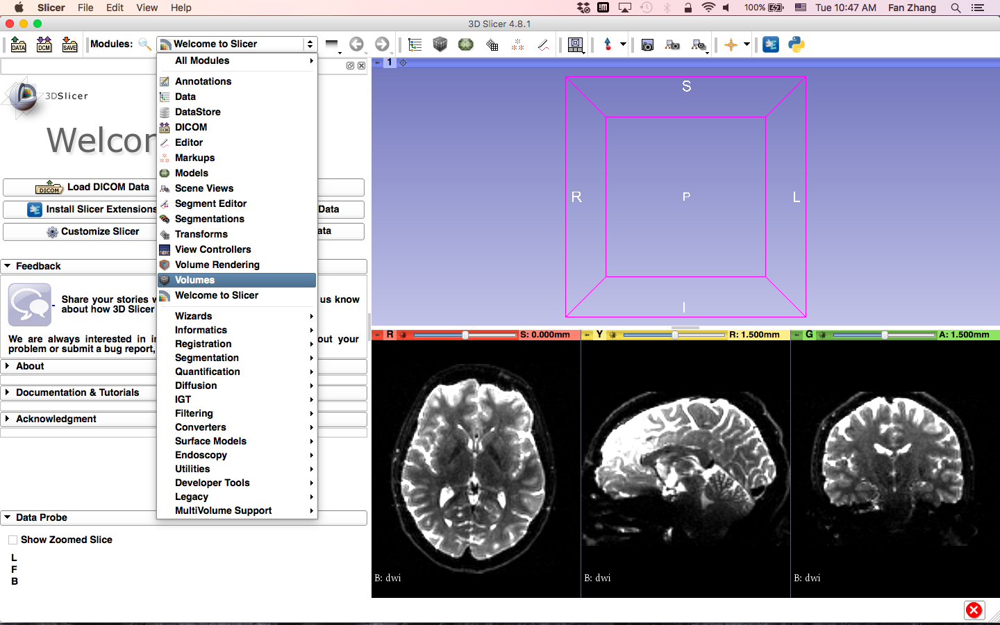 Slicer File Edit View Help 100% Tue 10:47 AM Fan Zhang
3D Slicer 4.8.1
DATA DCM SAVE Modules: Welcome to Slicer
1
All Modules
Annotations
Data
DataStore
DCM DICOM
Editor
Markups
Models
Scene Views
Segment Editor
Segmentations
Transforms
View Controllers
Volume Rendering
Volumes
Welcome to Slicer
Wizards
Informatics
Registration
Segmentation
Quantification
Diffusion
IGT
Filtering
Converters
Surface Models
Endoscopy
Utilities
Developer Tools
Legacy
MultiVolume Support
3DSlicer
Welcom
DICOM Load DICOM Data
Install Slicer Extensions
Data
Customize Slicer
ata
Feedback
Share your stories w us know
about how 3D Slicer
We are always interested in i out your
problem or submit a bug report,
About
Documentation & Tutorials
Acknowledgment
Data Probe
Show Zoomed Slice
L
F
B
S
R P L
I
R S: 0.000mm
Y R: 1.500mm
G A: 1.500mm
B: dwi
B: dwi
B: dwi